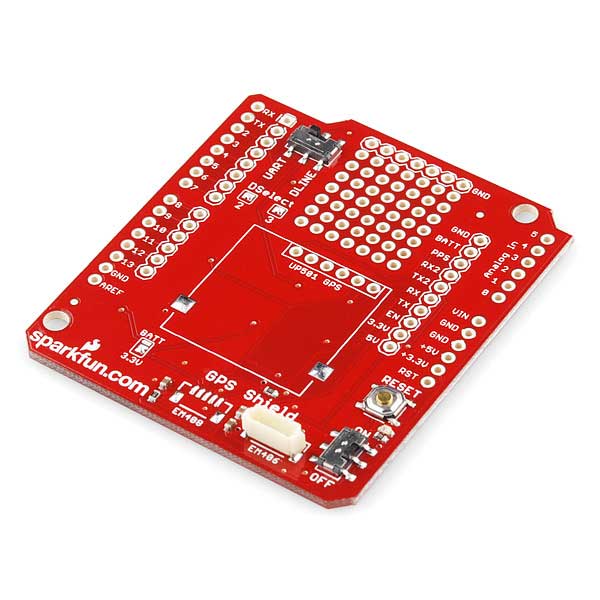 RX
TX
2
3
4
5
6
7
8
9
10
11
12
13
GND
AREF
UART
DLINE
DSelect
2
3
GND
UP501 GPS
GND
BATT
PPS
RX2
TX2
RX
TX
EN
3.3V
5V
5
4
3
2
1
Analog In
VIN
GND
GND
+5V
+3.3V
RST
RESET
BATT
3.3V
sparkfun.com
GPS Shield
EM408
EM406
ON
OFF